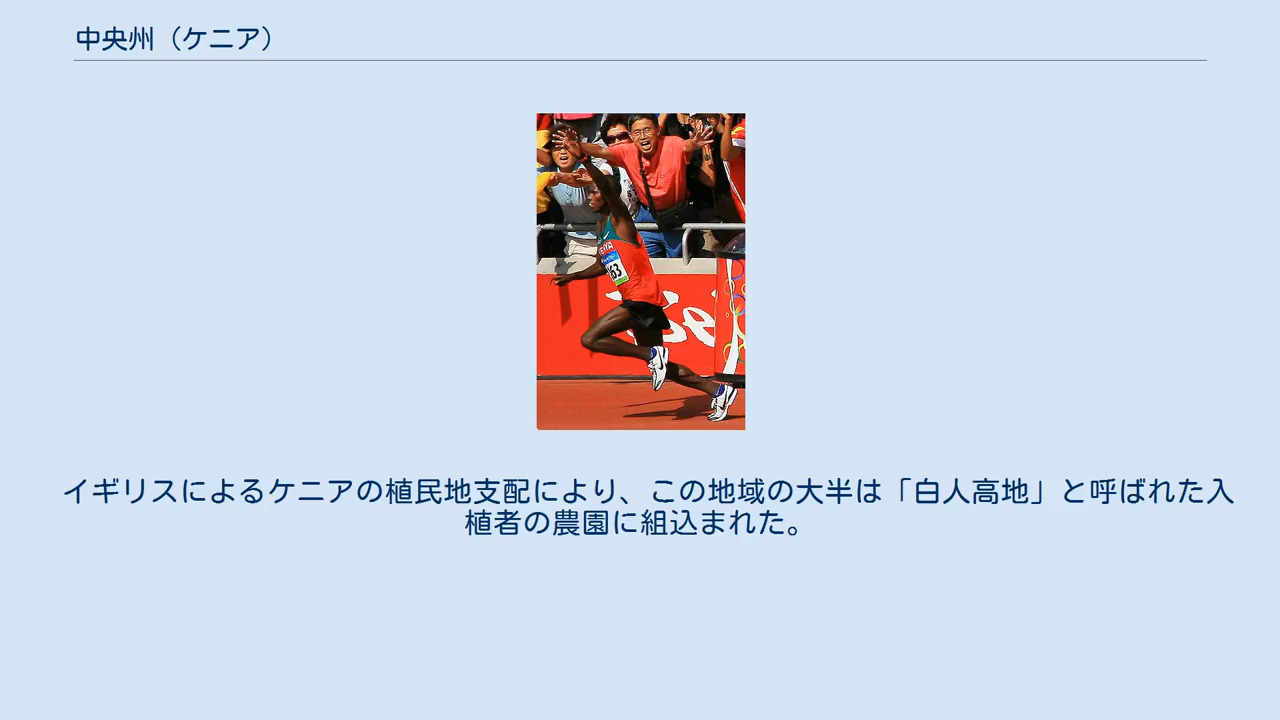 中央州（ケニア）
イギリスによるケニアの植民地支配により、この地域の大半は「白人高地」と呼ばれた入
植者の農園に組込まれた。